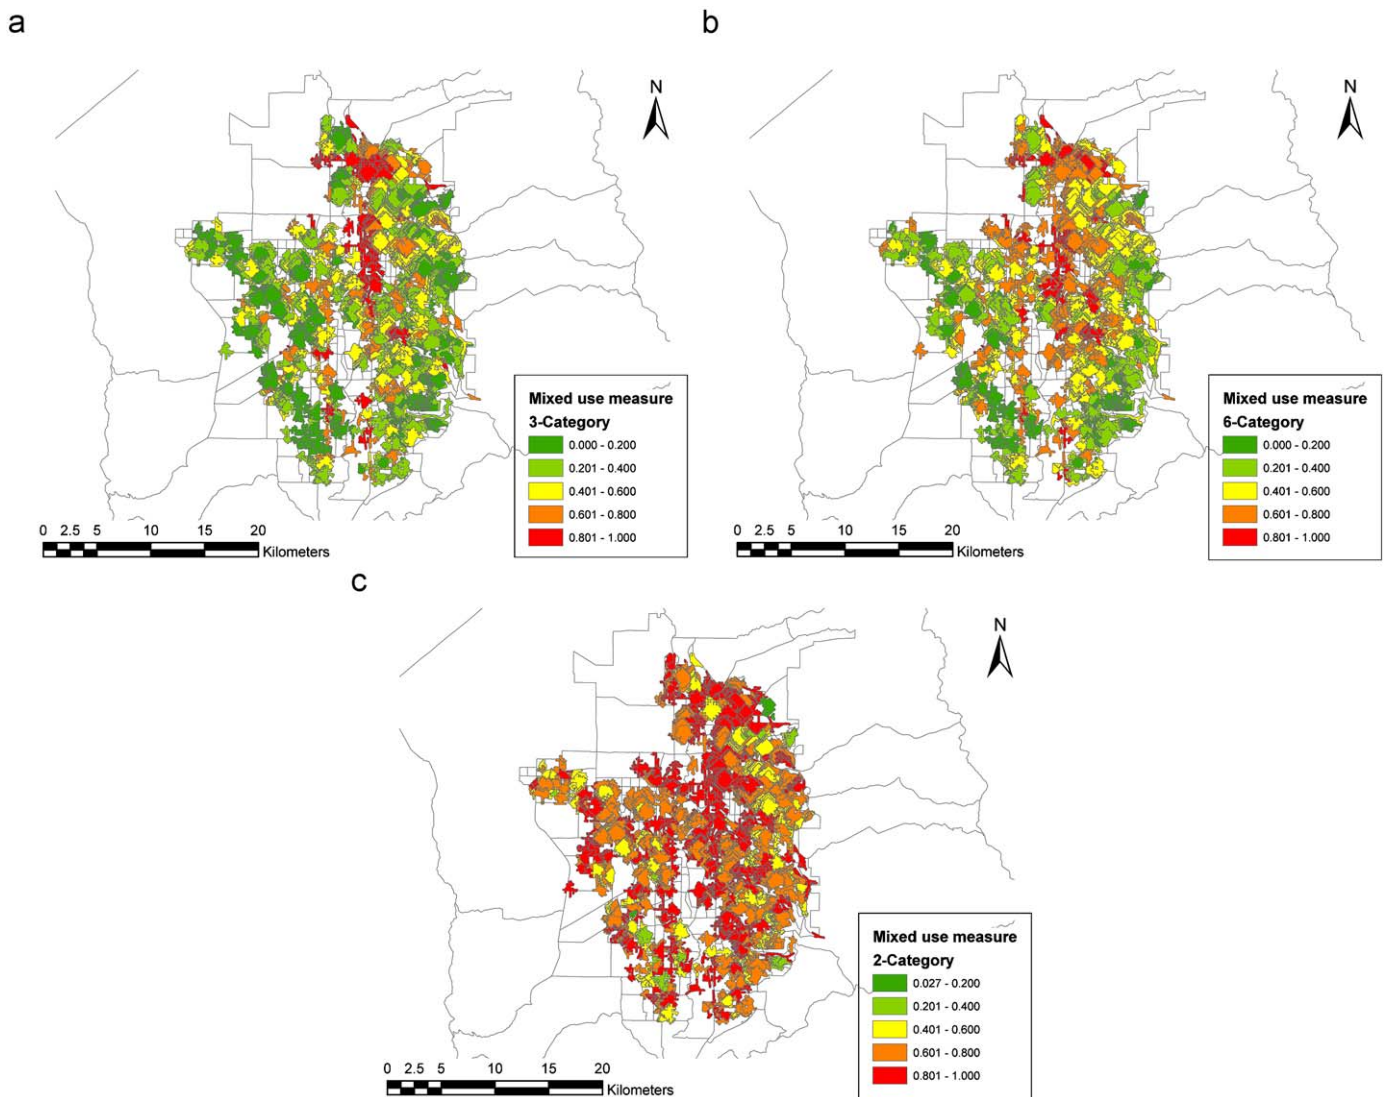 a
b
N
N
Mixed use measure
3-Category
0.000 - 0.200
0.201 - 0.400
0.401 - 0.600
0.601 - 0.800
0.801 - 1.000
0 2.5 5 10 15 20
Kilometers
Mixed use measure
6-Category
0.000 - 0.200
0.201 - 0.400
0.401 - 0.600
0.601 - 0.800
0.801 - 1.000
0 2.5 5 10 15 20
Kilometers
c
N
Mixed use measure
2-Category
0.027 - 0.200
0.201 - 0.400
0.401 - 0.600
0.601 - 0.800
0.801 - 1.000
0 2.5 5 10 15 20
Kilometers